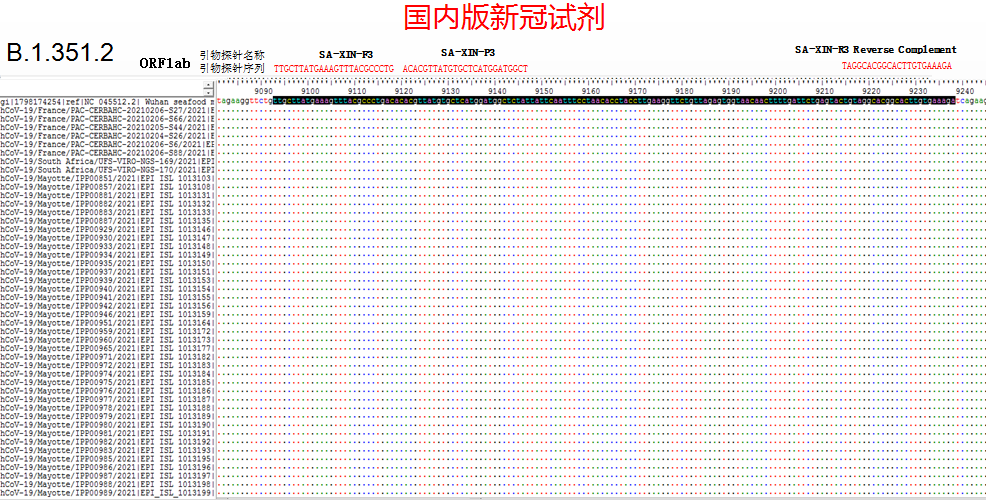 国内版新冠试剂
B.1.351.2
ORF1ab
引物探针名称 SA-XIN-F3 SA-XIN-P3 SA-XIN-R3 Reverse Complement
引物探针序列 TTGCTTATGAAAGTTTACGCCCTG ACACGTTATGTGCTCATGGATGGCT TAGGCACGGCACTTGTGAAAGA
9090 9100 9110 9120 9130 9140 9150 9160 9170 9180 9190 9200 9210 9220 9230 9240
gi|1798174254|ref|NC_045512.2| Wuhan seafood m tagaaggttctgctgcttatgaaagtttacgccctgacacacgttatgtgctcatggatggctctattattcaatttcctaacacctaccttgaaggttctgttagagtggtaacaacttttgattctgagtactgtaggcacggcacttgtgaaagatcagaag
hCoV-19/France/PAC-CERBAHC-20210206-S27/2021|E
hCoV-19/France/PAC-CERBAHC-20210206-S66/2021|E
hCoV-19/France/PAC-CERBAHC-20210205-S44/2021|E
hCoV-19/France/PAC-CERBAHC-20210204-S26/2021|E
hCoV-19/France/PAC-CERBAHC-20210206-S6/2021|EP
hCoV-19/France/PAC-CERBAHC-20210206-S88/2021|E
hCoV-19/South Africa/UFS-VIRO-NGS-169/2021|EPI
hCoV-19/South Africa/UFS-VIRO-NGS-170/2021|EPI
hCoV-19/Mayotte/IPP00851/2021|EPI_ISL_1013103|
hCoV-19/Mayotte/IPP00857/2021|EPI_ISL_1013108|
hCoV-19/Mayotte/IPP00881/2021|EPI_ISL_1013131|
hCoV-19/Mayotte/IPP00882/2021|EPI_ISL_1013132|
hCoV-19/Mayotte/IPP00883/2021|EPI_ISL_1013133|
hCoV-19/Mayotte/IPP00887/2021|EPI_ISL_1013135|
hCoV-19/Mayotte/IPP00929/2021|EPI_ISL_1013146|
hCoV-19/Mayotte/IPP00930/2021|EPI_ISL_1013147|
hCoV-19/Mayotte/IPP00933/2021|EPI_ISL_1013148|
hCoV-19/Mayotte/IPP00934/2021|EPI_ISL_1013149|
hCoV-19/Mayotte/IPP00935/2021|EPI_ISL_1013150|
hCoV-19/Mayotte/IPP00937/2021|EPI_ISL_1013151|
hCoV-19/Mayotte/IPP00939/2021|EPI_ISL_1013153|
hCoV-19/Mayotte/IPP00940/2021|EPI_ISL_1013154|
hCoV-19/Mayotte/IPP00941/2021|EPI_ISL_1013155|
hCoV-19/Mayotte/IPP00942/2021|EPI_ISL_1013156|
hCoV-19/Mayotte/IPP00946/2021|EPI_ISL_1013159|
hCoV-19/Mayotte/IPP00951/2021|EPI_ISL_1013164|
hCoV-19/Mayotte/IPP00959/2021|EPI_ISL_1013172|
hCoV-19/Mayotte/IPP00960/2021|EPI_ISL_1013173|
hCoV-19/Mayotte/IPP00965/2021|EPI_ISL_1013177|
hCoV-19/Mayotte/IPP00971/2021|EPI_ISL_1013182|
hCoV-19/Mayotte/IPP00972/2021|EPI_ISL_1013183|
hCoV-19/Mayotte/IPP00974/2021|EPI_ISL_1013184|
hCoV-19/Mayotte/IPP00975/2021|EPI_ISL_1013185|
hCoV-19/Mayotte/IPP00976/2021|EPI_ISL_1013186|
hCoV-19/Mayotte/IPP00977/2021|EPI_ISL_1013187|
hCoV-19/Mayotte/IPP00978/2021|EPI_ISL_1013188|
hCoV-19/Mayotte/IPP00979/2021|EPI_ISL_1013189|
hCoV-19/Mayotte/IPP00980/2021|EPI_ISL_1013190|
hCoV-19/Mayotte/IPP00981/2021|EPI_ISL_1013191|
hCoV-19/Mayotte/IPP00982/2021|EPI_ISL_1013192|
hCoV-19/Mayotte/IPP00983/2021|EPI_ISL_1013193|
hCoV-19/Mayotte/IPP00985/2021|EPI_ISL_1013195|
hCoV-19/Mayotte/IPP00986/2021|EPI_ISL_1013196|
hCoV-19/Mayotte/IPP00987/2021|EPI_ISL_1013197|
hCoV-19/Mayotte/IPP00988/2021|EPI_ISL_1013198|
hCoV-19/Mayotte/IPP00989/2021|EPI_ISL_1013199|